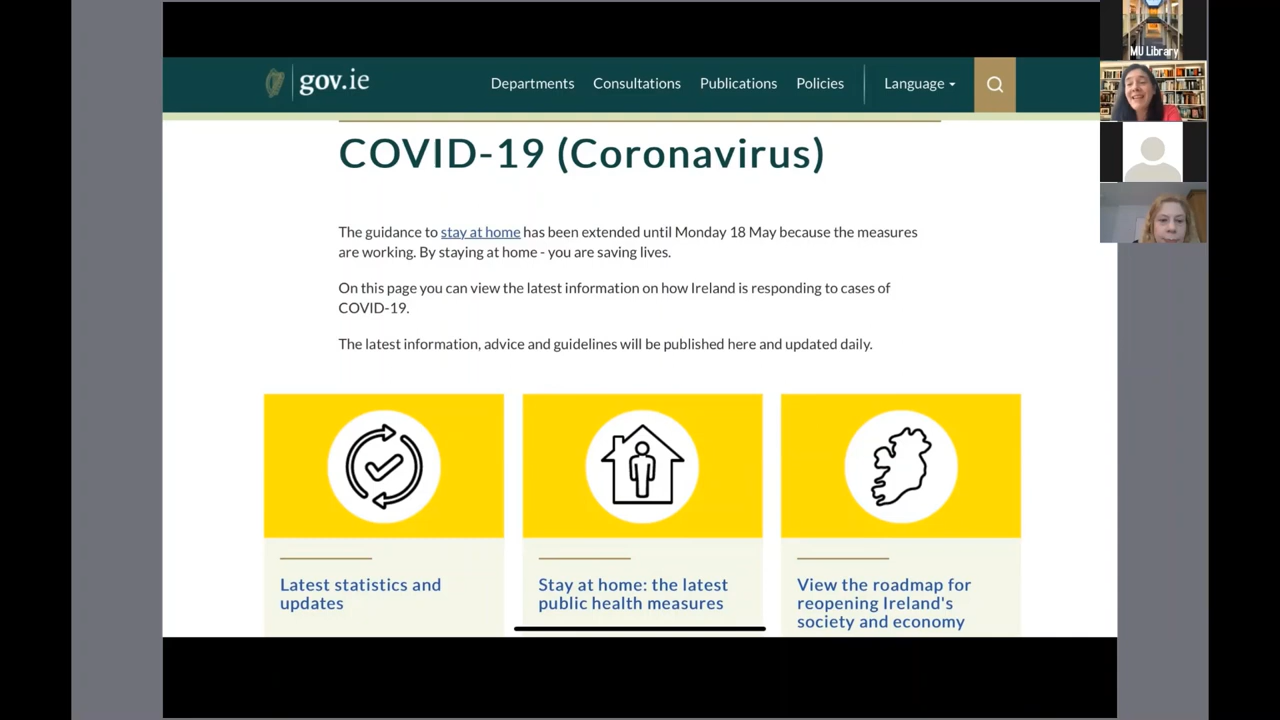 gov.ie
Departments Consultations Publications Policies Language
MU Library
COVID-19 (Coronavirus)
The guidance to stay at home has been extended until Monday 18 May because the measures
are working. By staying at home - you are saving lives.
On this page you can view the latest information on how Ireland is responding to cases of
COVID-19.
The latest information, advice and guidelines will be published here and updated daily.
Latest statistics and
updates
Stay at home: the latest
public health measures
View the roadmap for
reopening Ireland's
society and economy